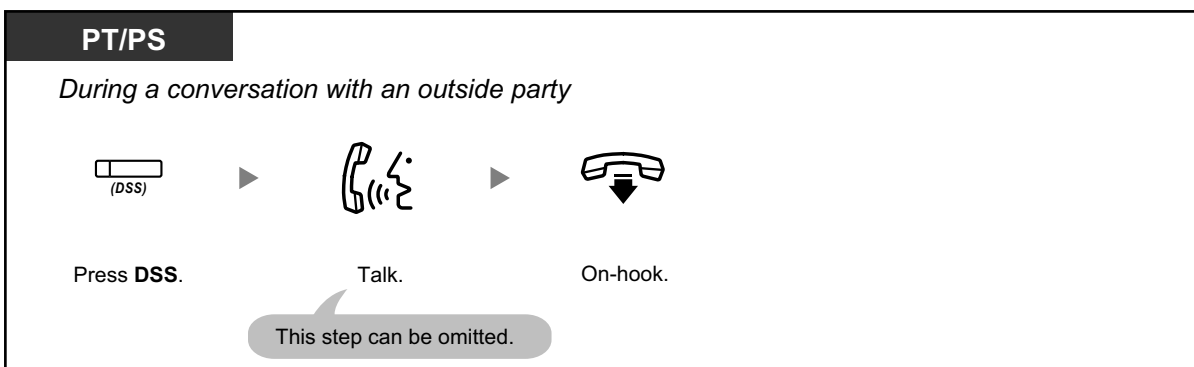 PT/PS
During a conversation with an outside party
(DSS)
Press DSS.
Talk.
On-hook.
This step can be omitted.